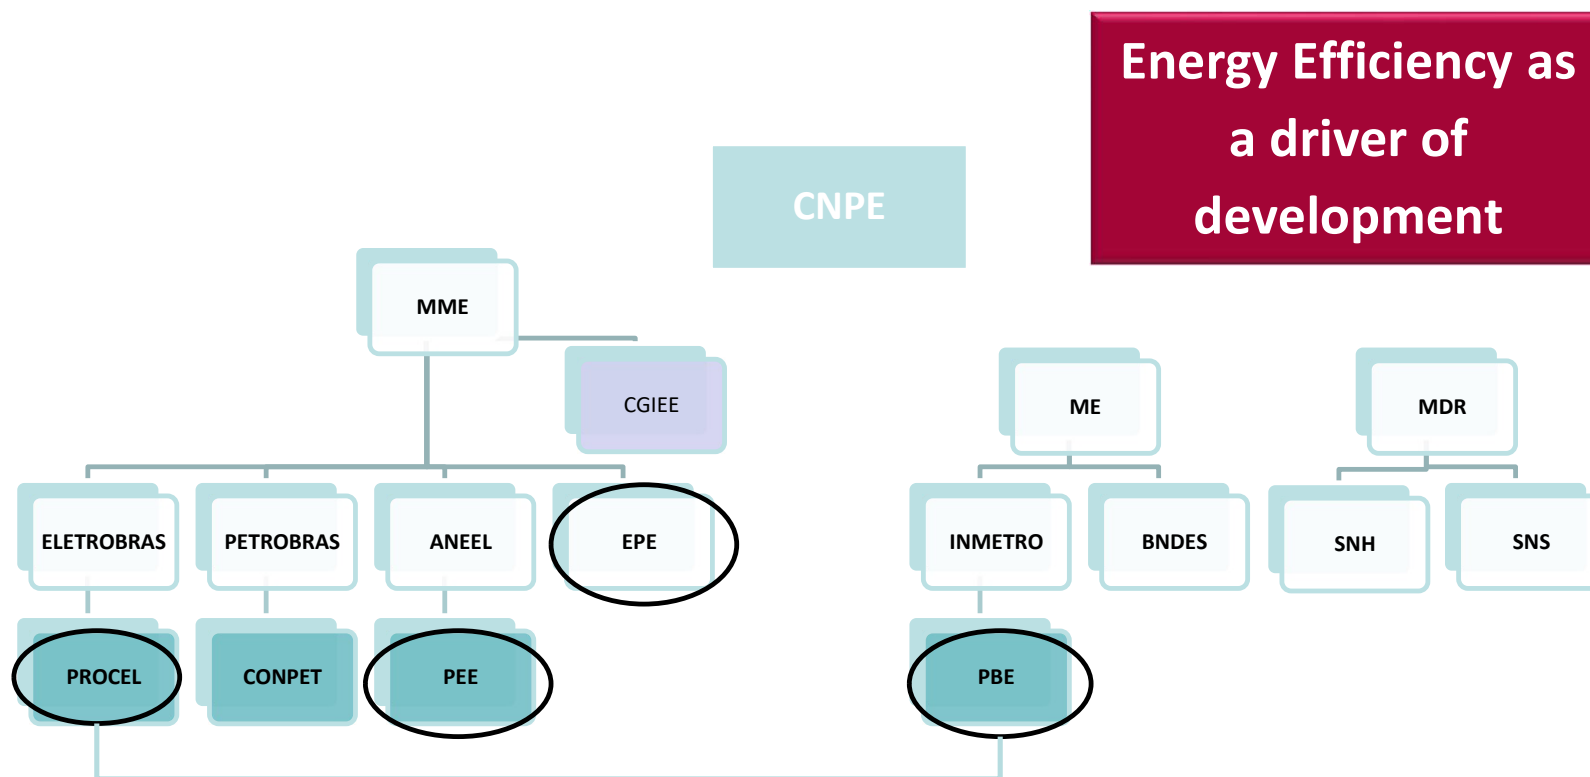 Energy Efficiency as
a driver of
development
CNPE
MME
CGIEE
ME
MDR
ELETROBRAS
PETROBRAS
ANEEL
EPE
INMETRO
BNDES
SNH
SNS
PROCEL
CONPET
PEE
PBE